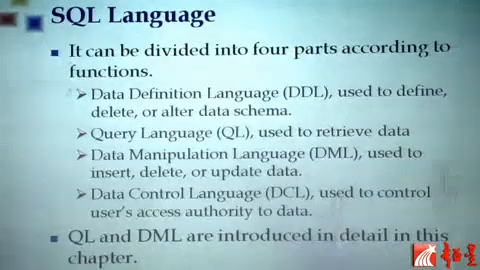 SQL Language
It can be divided into four parts according to
functions.
Data Definition Language (DDL), used to define,
delete, or alter data schema.
Query Language (QL), used to retrieve data
Data Manipulation Language (DML), used to
insert, delete, or update data.
Data Control Language (DCL), used to control
user's access authority to data.
QL and DML are introduced in detail in this
chapter.